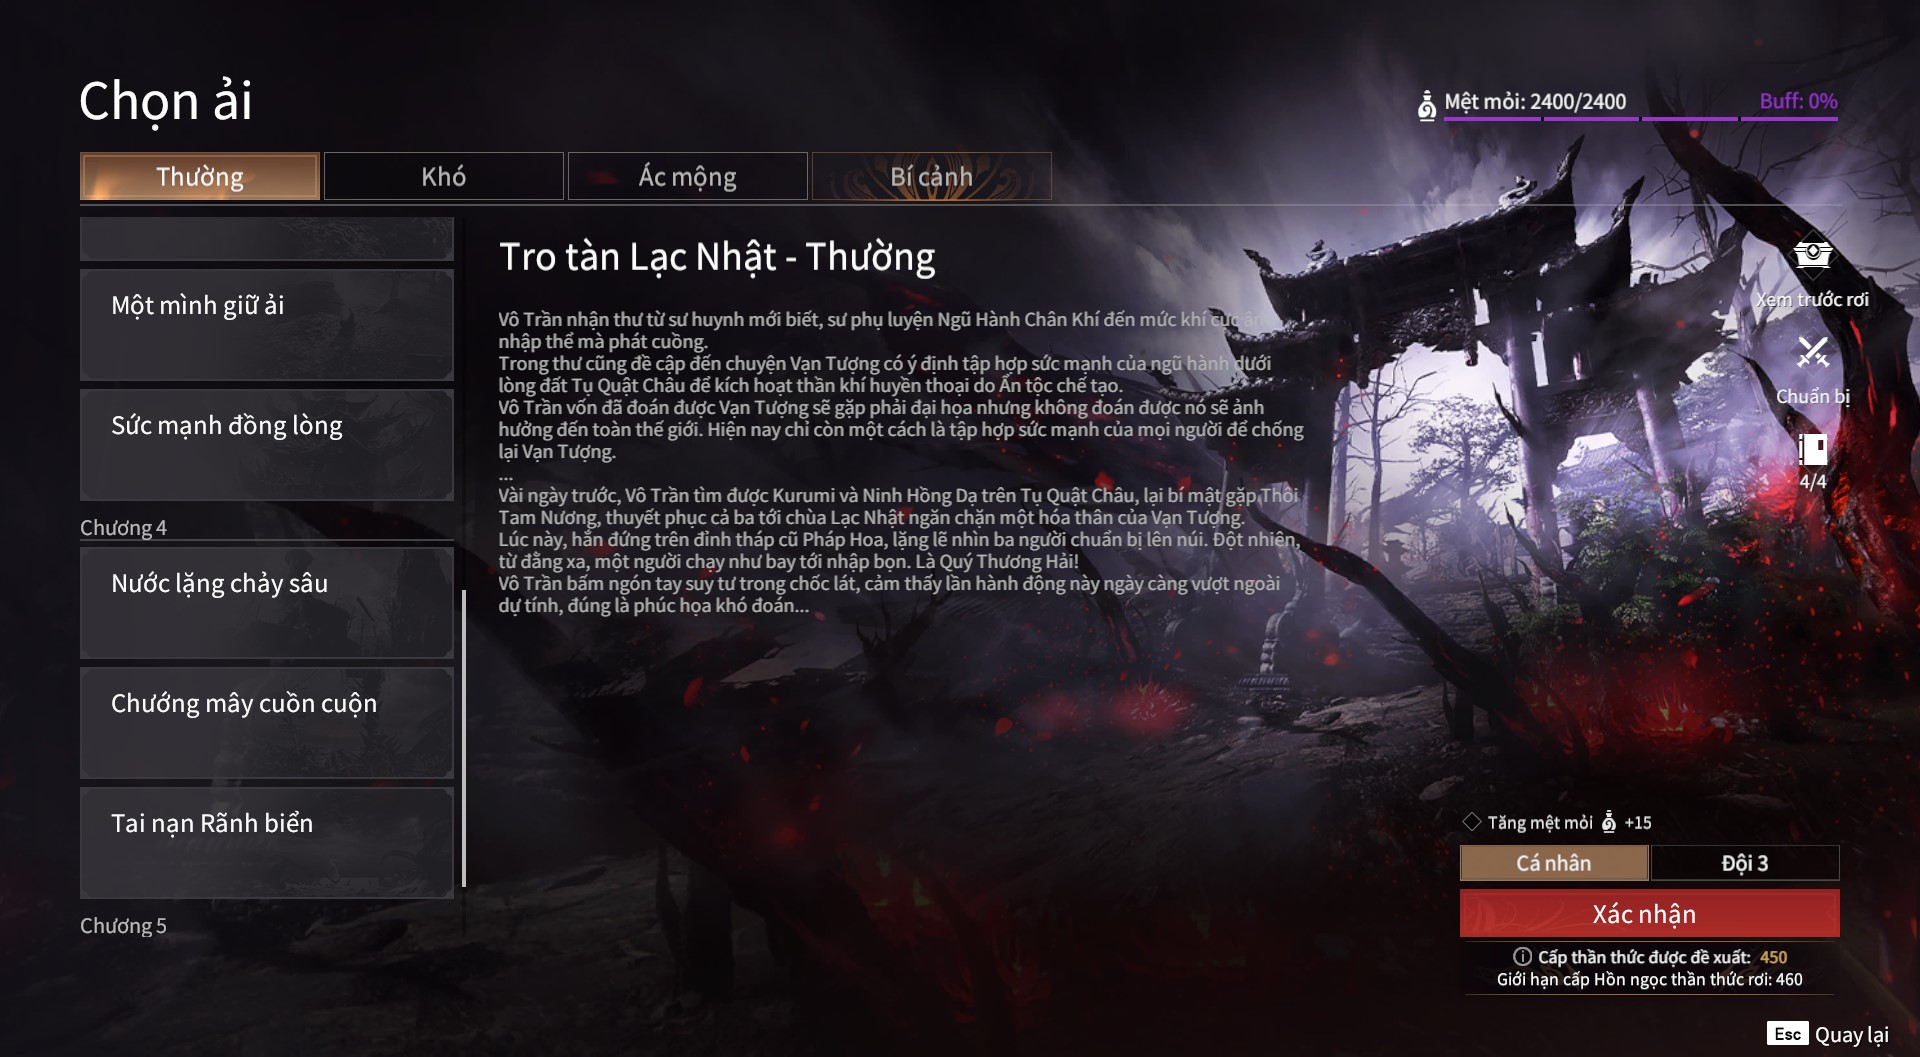 Chọn ải
Mệt mỏi: 2400/2400
Buff: 0%
Thường
Khó
Ác mộng
Bí cảnh
Một mình giữ ải
Sức mạnh đồng lòng
Chương 4
Nước lặng chảy sâu
Chướng mây cuồn cuộn
Tai nạn Rãnh biển
Chương 5
Tro tàn Lạc Nhật - Thường
Vô Trần nhận thư từ sư huynh mới biết, sư phụ luyện Ngũ Hành Chân Khí đến mức khí cực âm
nhập thể mà phát cuồng.
Trong thư cũng đề cập đến chuyện Vạn Tượng có ý định tập hợp sức mạnh của ngũ hành dưới
lòng đất Tụ Quật Châu để kích hoạt thần khí huyền thoại do Ẩn tộc chế tạo.
Vô Trần vốn đã đoán được Vạn Tượng sẽ gặp phải đại họa nhưng không đoán được nó sẽ ảnh
hưởng đến toàn thế giới. Hiện nay chỉ còn một cách là tập hợp sức mạnh của mọi người để chống
lại Vạn Tượng.
...
Vài ngày trước, Vô Trần tìm được Kurumi và Ninh Hồng Dạ trên Tụ Quật Châu, lại bí mật gặp Thôi
Tam Nương, thuyết phục cả ba tới chùa Lạc Nhật ngăn chặn một hóa thân của Vạn Tượng.
Lúc này, hắn đứng trên đỉnh tháp cũ Pháp Hoa, lặng lẽ nhìn ba người chuẩn bị lên núi. Đột nhiên,
từ đằng xa, một người chạy như bay tới nhập bọn. Là Quý Thương Hải!
Vô Trần bấm ngón tay suy tư trong chốc lát, cảm thấy lần hành động này ngày càng vượt ngoài
dự tính, đúng là phúc họa khó đoán...
Xem trước rơi
Chuẩn bị
4/4
Tăng mệt mỏi +15
Cá nhân
Đội 3
Xác nhận
Cấp thần thức được đề xuất: 450
Giới hạn cấp Hồn ngọc thần thức rơi: 460
Esc Quay lại